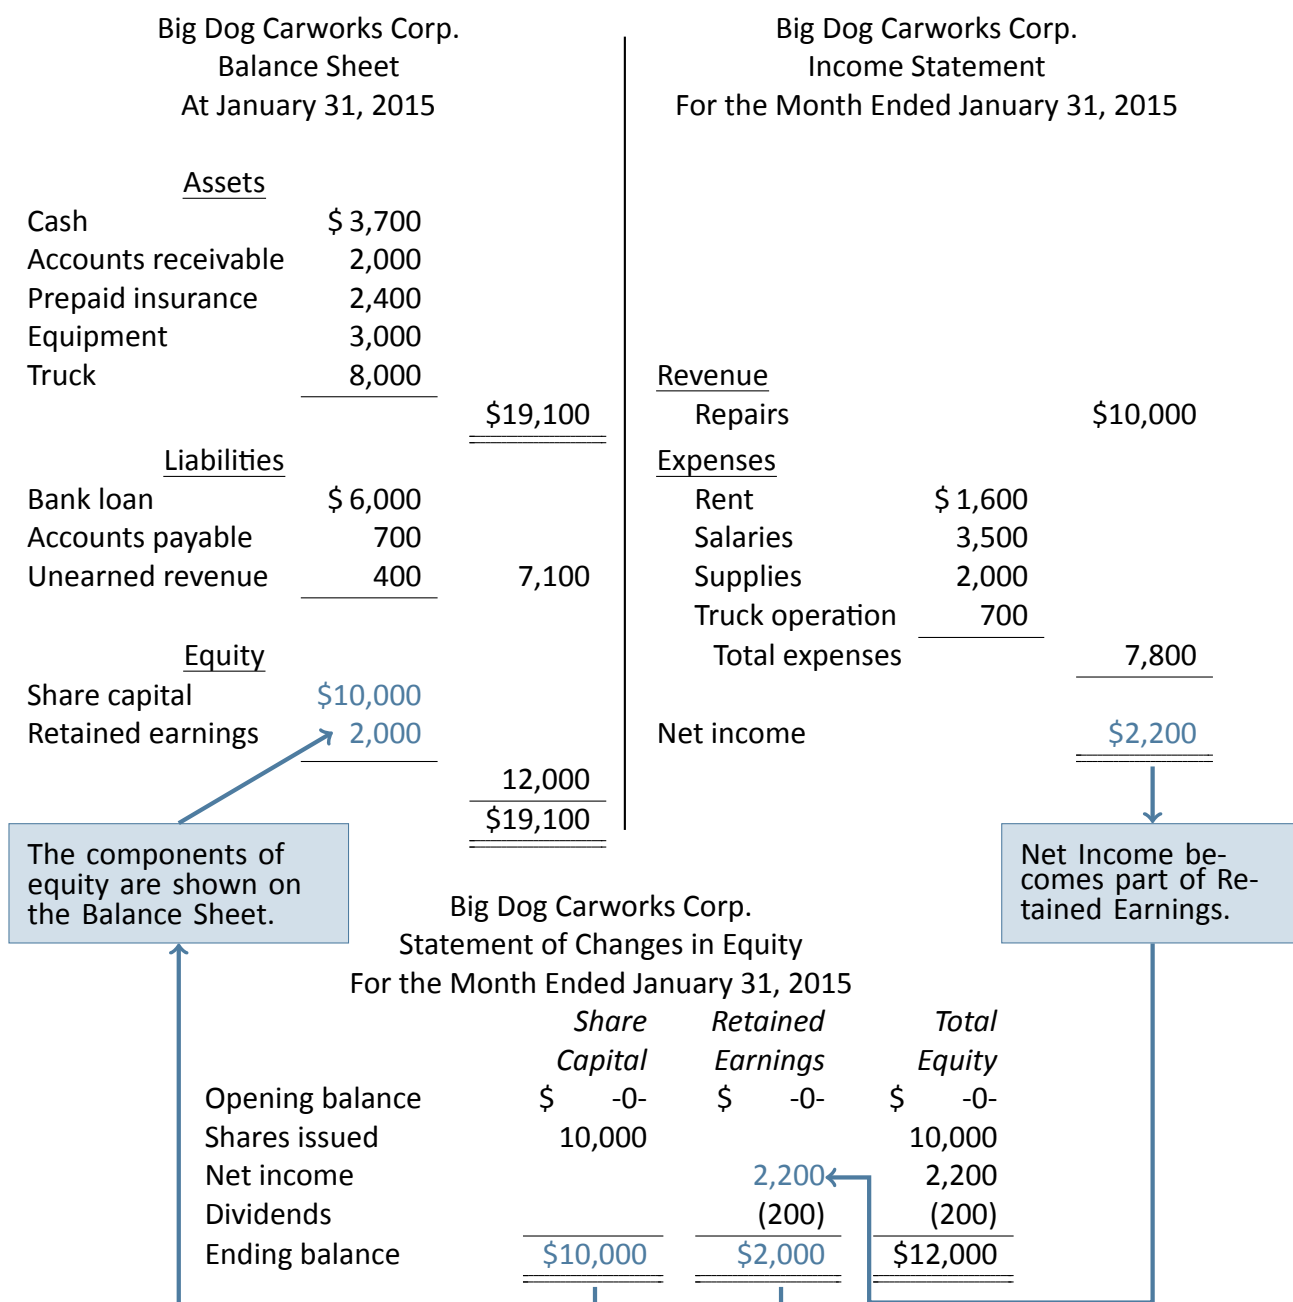 Big Dog Carworks Corp.
Balance Sheet
At January 31, 2015
Assets
Cash $ 3,700
Accounts receivable 2,000
Prepaid insurance 2,400
Equipment 3,000
Truck 8,000
$19,100
Liabilities
Bank loan $ 6,000
Accounts payable 700
Unearned revenue 400 7,100
Equity
Share capital $10,000
Retained earnings 2,000
12,000
$19,100
The components of
equity are shown on
the Balance Sheet.
Big Dog Carworks Corp.
Income Statement
For the Month Ended January 31, 2015
Revenue
Repairs $10,000
Expenses
Rent $ 1,600
Salaries 3,500
Supplies 2,000
Truck operation 700
Total expenses 7,800
Net income $2,200
Net Income be-
comes part of Re-
tained Earnings.
Big Dog Carworks Corp.
Statement of Changes in Equity
For the Month Ended January 31, 2015
Share Retained Total
Capital Earnings Equity
Opening balance $ -0- $ -0- $ -0-
Shares issued 10,000 10,000
Net income 2,200 2,200
Dividends (200) (200)
Ending balance $10,000 $2,000 $12,000